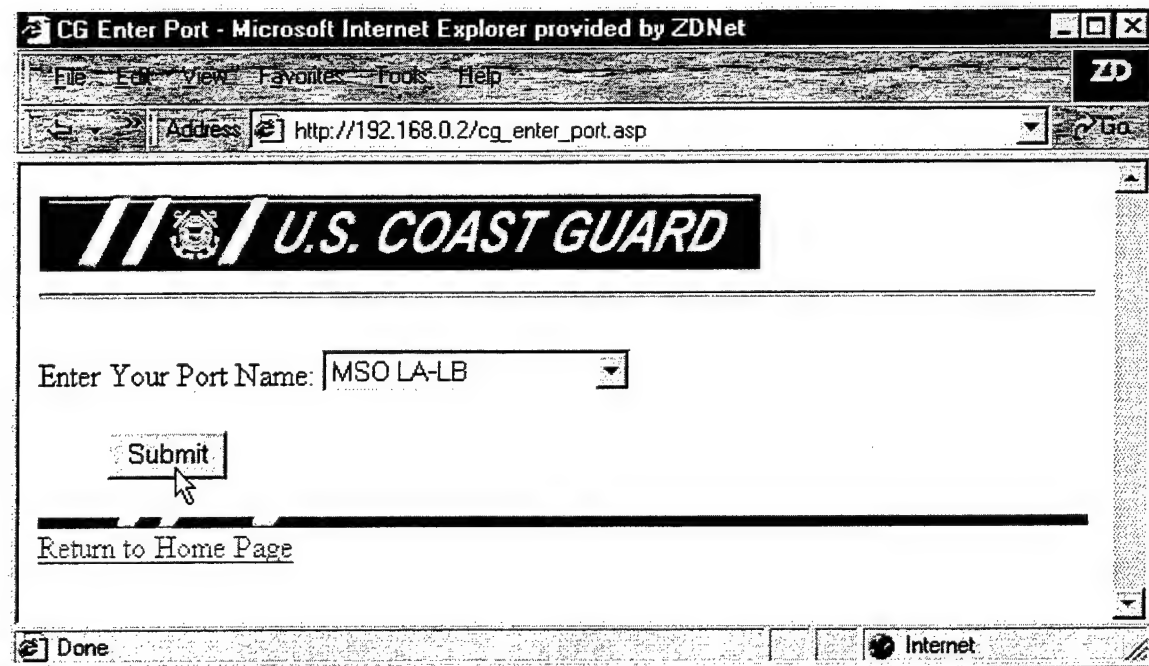 CG Enter Port - Microsoft Internet Explorer provided by ZDNet
File Edit View Favorites Tools Help
ZD
Address http://192.168.0.2/cg_enter_port.asp Go
U.S. COAST GUARD
Enter Your Port Name: MSO LA-LB
Submit
Return to Home Page
Done Internet